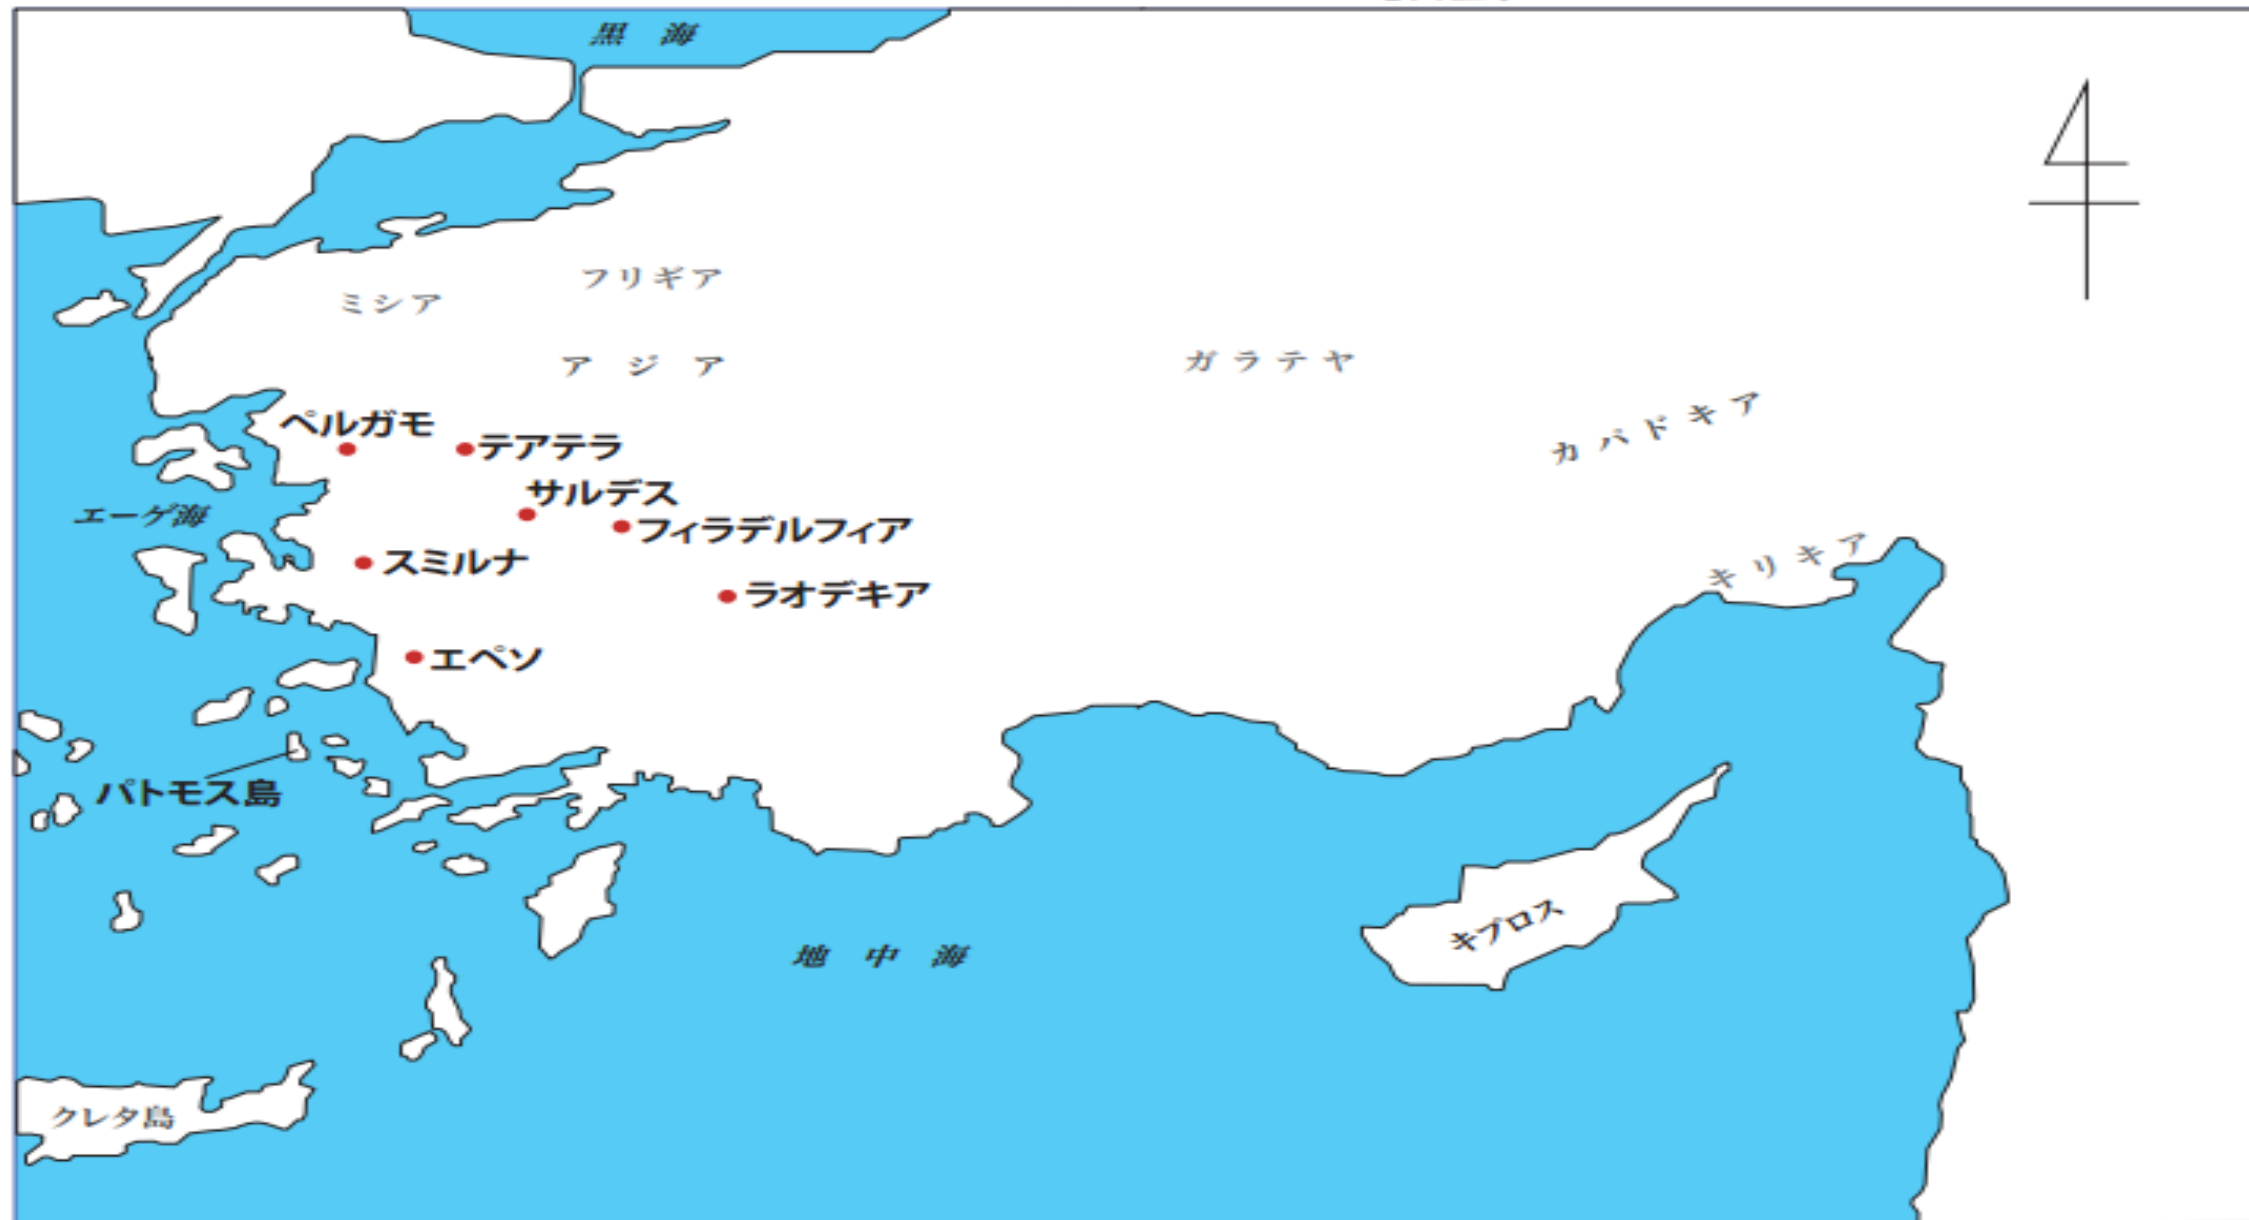 黒 海
フリギア
ミシア
ア ジ ア
ガラテヤ
カパドキア
ペルガモ
テアテラ
サルデス
エーゲ海
フィラデルフィア
スミルナ
キリキア
ラオデキア
エペソ
パトモス島
キプロス
地 中 海
クレタ島